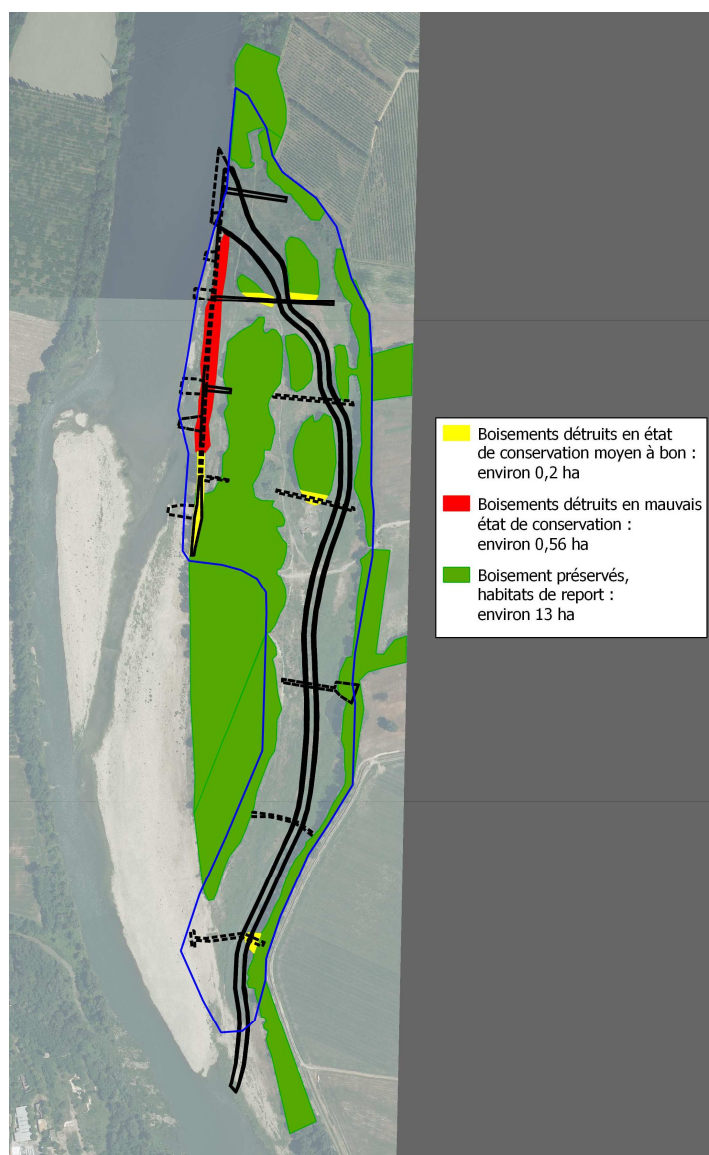 Boisements détruits en état
de conservation moyen à bon :
environ 0,2 ha
Boisements détruits en mauvais
état de conservation :
environ 0,56 ha
Boisement préservés,
habitats de report :
environ 13 ha